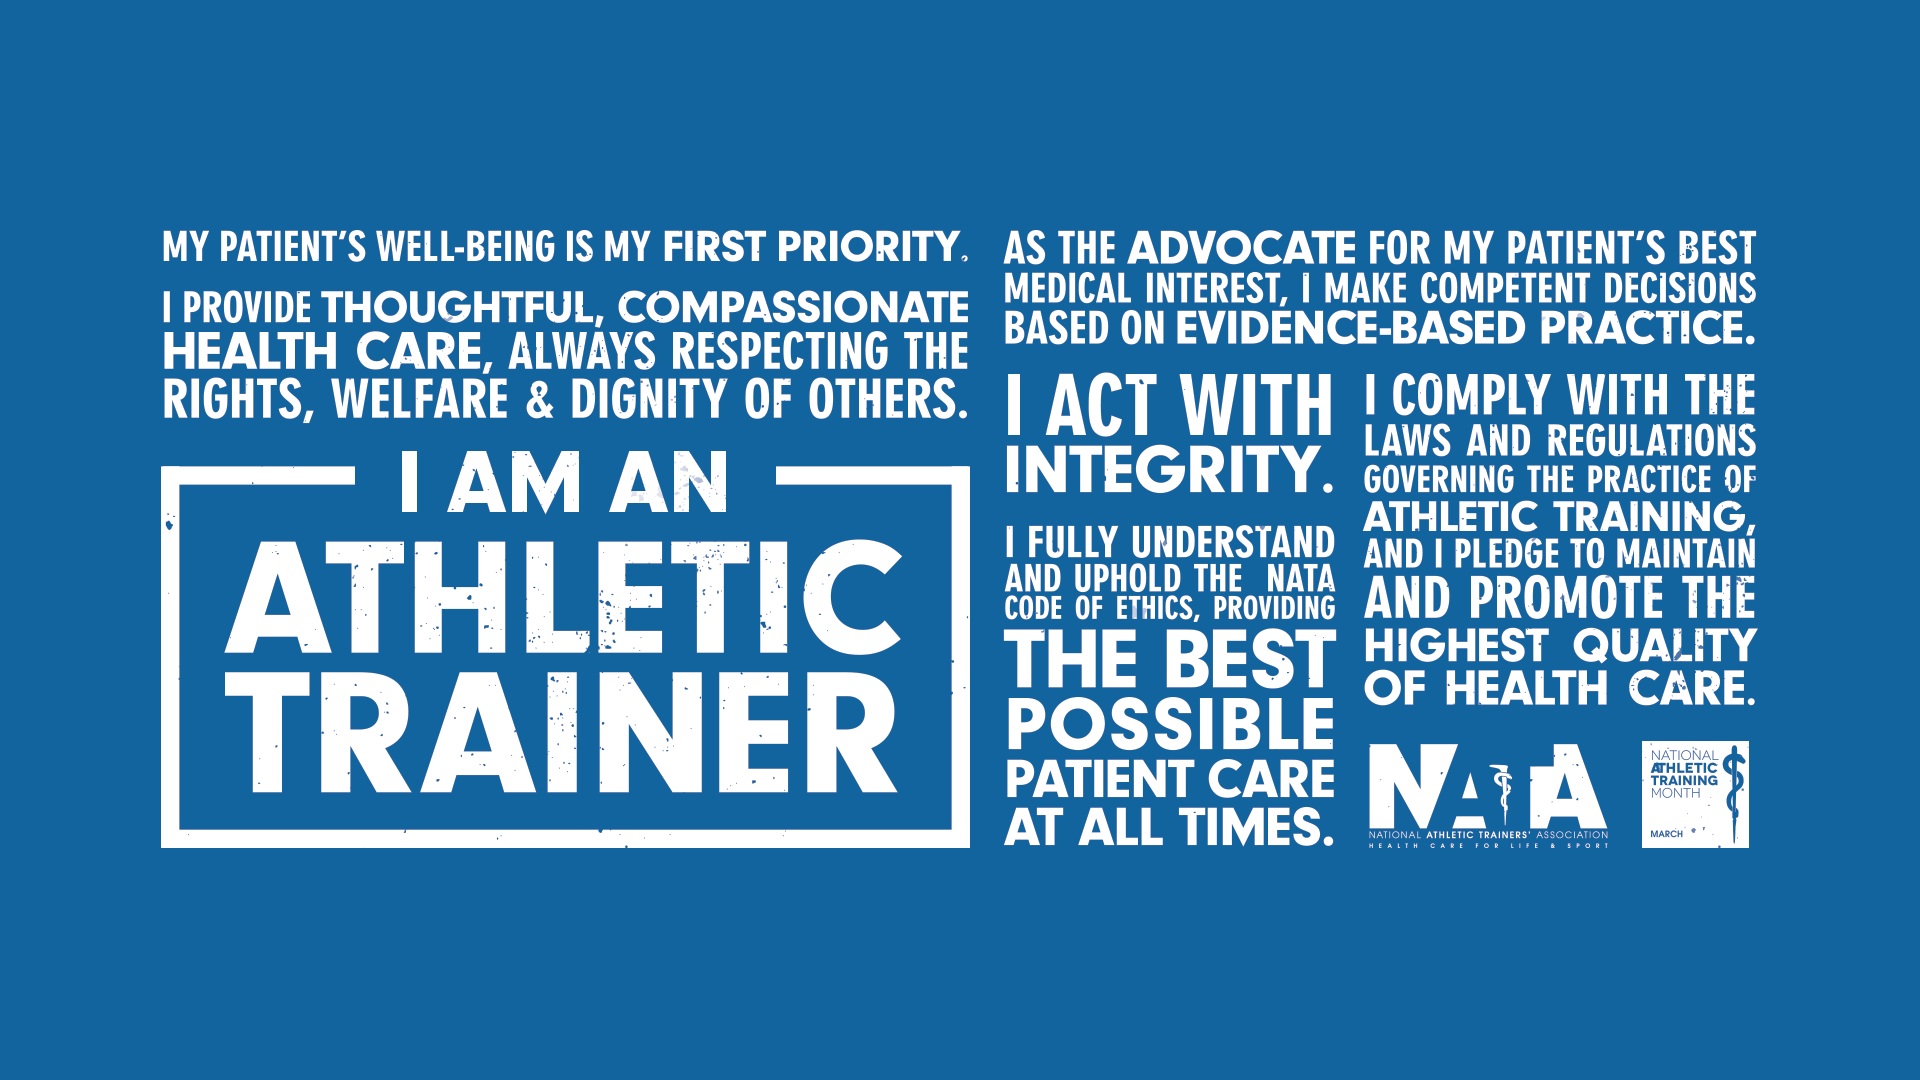 MY PATIENT'S WELL-BEING IS MY FIRST PRIORITY.
I PROVIDE THOUGHTFUL, COMPASSIONATE
HEALTH CARE, ALWAYS RESPECTING THE
RIGHTS, WELFARE & DIGNITY OF OTHERS.
I AM AN
ATHLETIC
TRAINER
AS THE ADVOCATE FOR MY PATIENT'S BEST
MEDICAL INTEREST, I MAKE COMPETENT DECISIONS
BASED ON EVIDENCE-BASED PRACTICE.
I ACT WITH
INTEGRITY.
I FULLY UNDERSTAND
AND UPHOLD THE NATA
CODE OF ETHICS, PROVIDING
THE BEST
POSSIBLE
PATIENT CARE
AT ALL TIMES.
I COMPLY WITH THE
LAWS AND REGULATIONS
GOVERNING THE PRACTICE OF
ATHLETIC TRAINING,
AND I PLEDGE TO MAINTAIN
AND PROMOTE THE
HIGHEST QUALITY
OF HEALTH CARE.
NATA
NATIONAL ATHLETIC TRAINERS' ASSOCIATION
HEALTH CARE FOR LIFE & SPORT
NATIONAL
ATHLETIC
TRAINING
MONTH
MARCH